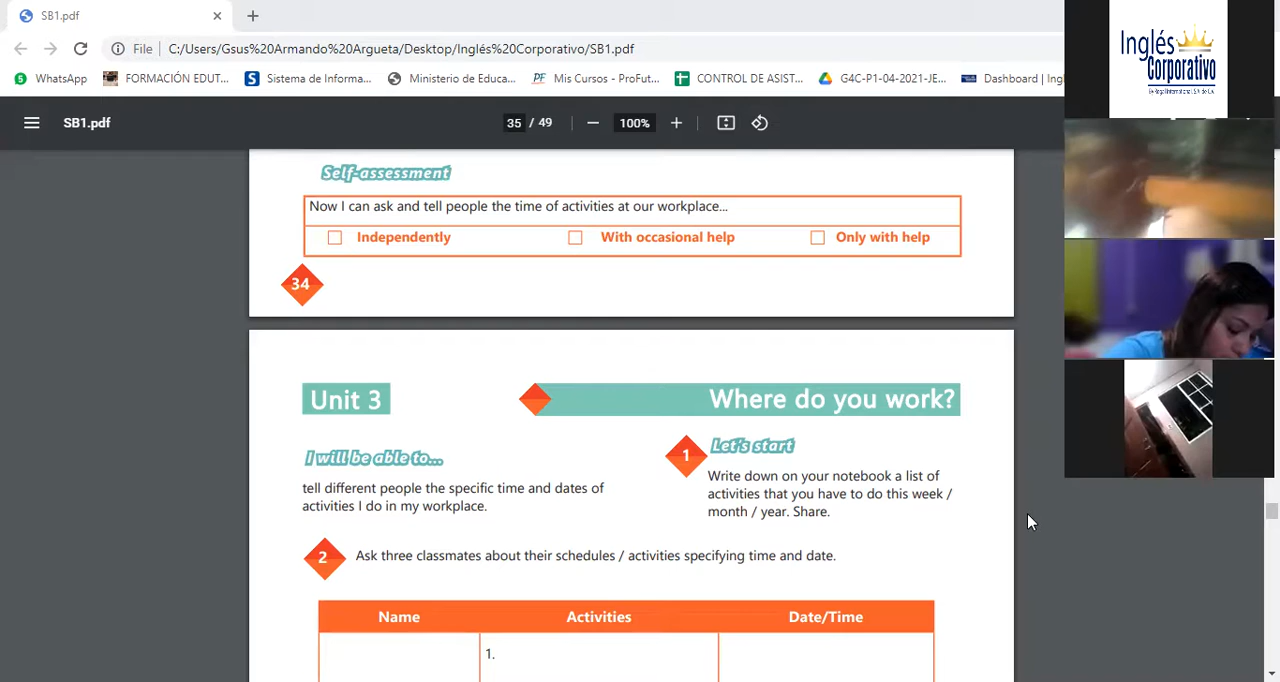 SB1.pdf
File
C:/Users/Gsus%20Armando%20Argueta/Desktop/Inglés%20Corporativo/SB1.pdf
WhatsApp
FORMACIÓN EDUT...
Sistema de Informa...
Ministerio de Educa...
PF Mis Cursos - ProFut...
CONTROL DE ASIST...
G4C-P1-04-2021-JE...
Dashboard | Ingl
SB1.pdf
35 / 49
100%
Inglés
Corporativo
Self-assessment
Now I can ask and tell people the time of activities at our workplace...
Independently
With occasional help
Only with help
34
Unit 3
Where do you work?
I will be able to...
tell different people the specific time and dates of
activities I do in my workplace.
1
Let's start
Write down on your notebook a list of
activities that you have to do this week /
month / year. Share.
2
Ask three classmates about their schedules / activities specifying time and date.
Name
Activities
Date/Time
1.